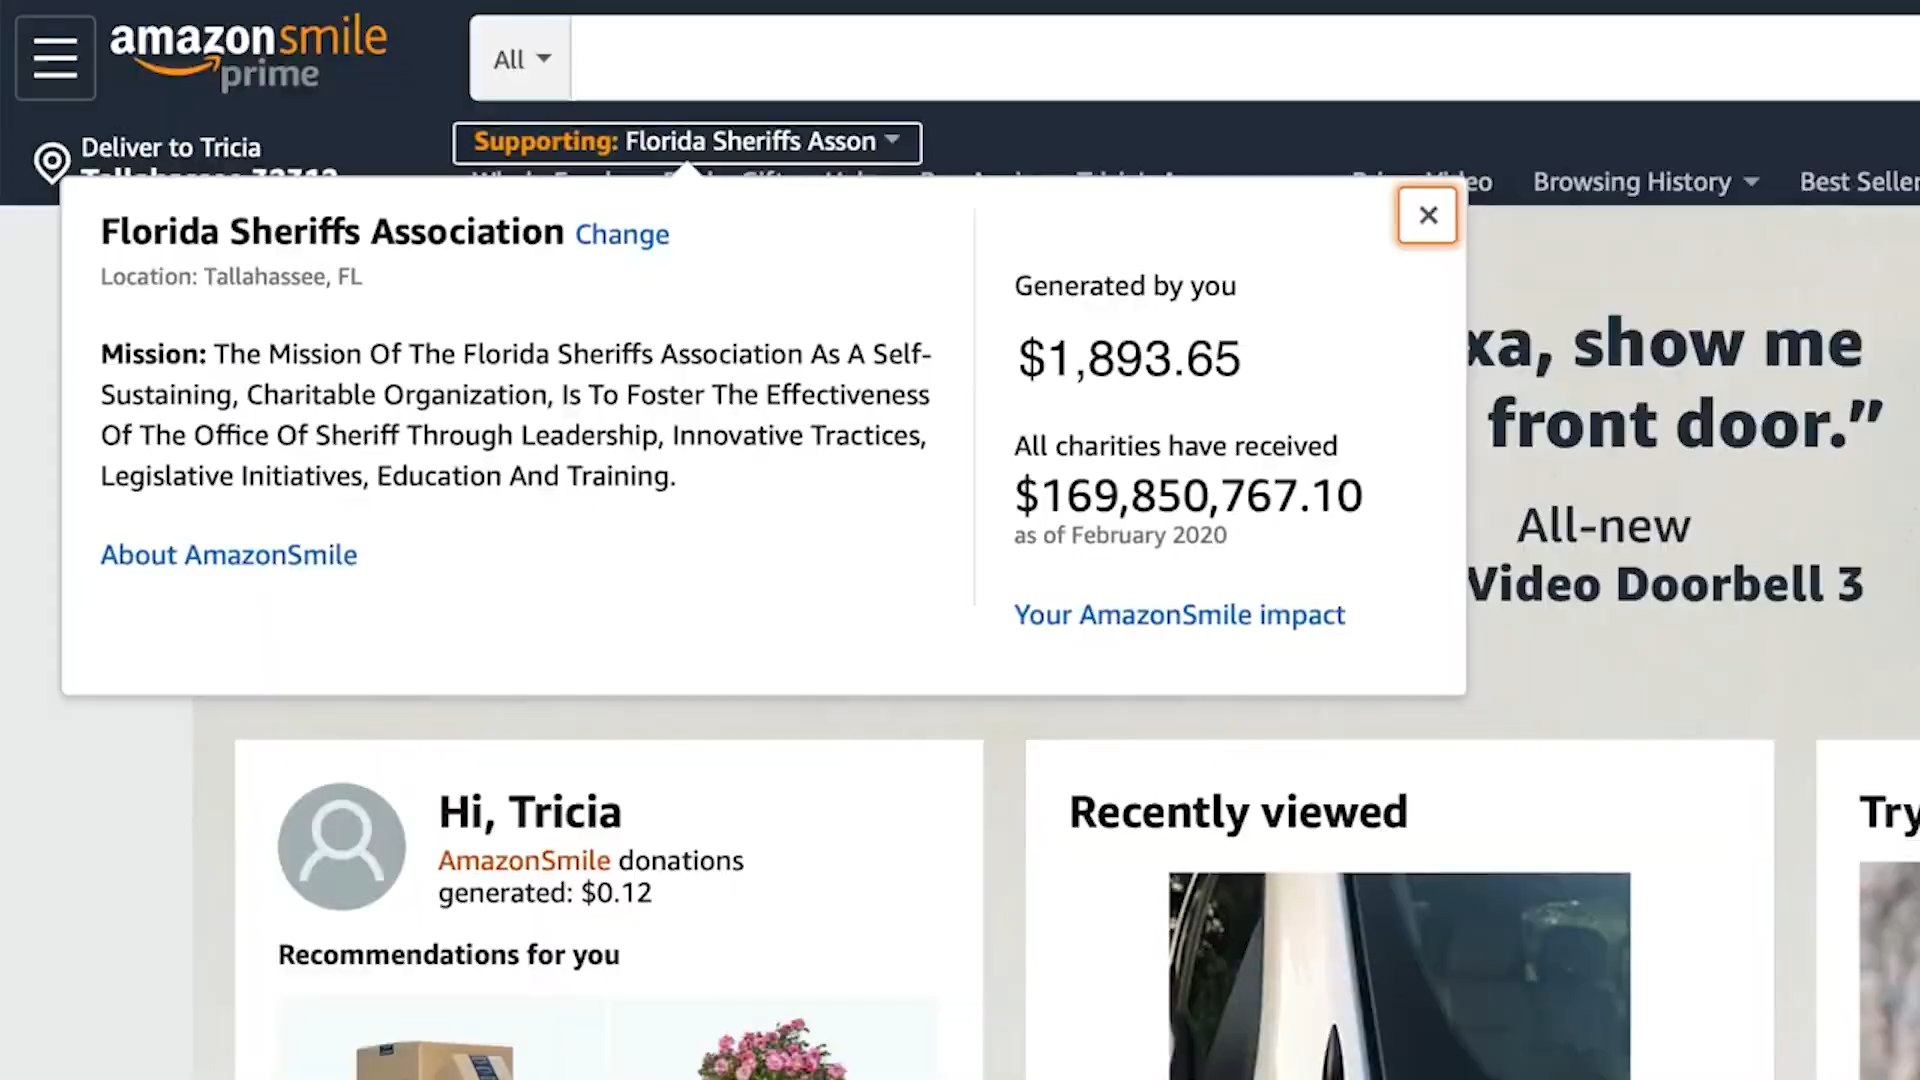 amazonsmile
prime
All
Deliver to Tricia
Tallahassee 32312
Supporting: Florida Sheriffs Asson
Video
Browsing History
Best Seller
Florida Sheriffs Association Change
Location: Tallahassee, FL
Mission: The Mission Of The Florida Sheriffs Association As A Self-
Sustaining, Charitable Organization, Is To Foster The Effectiveness
Of The Office Of Sheriff Through Leadership, Innovative Tractices,
Legislative Initiatives, Education And Training.
About AmazonSmile
Generated by you
$1,893.65
All charities have received
$169,850,767.10
as of February 2020
Your AmazonSmile impact
xa, show me
front door.”
All-new
Video Doorbell 3
Hi, Tricia
AmazonSmile donations
generated: $0.12
Recommendations for you
Recently viewed
Try